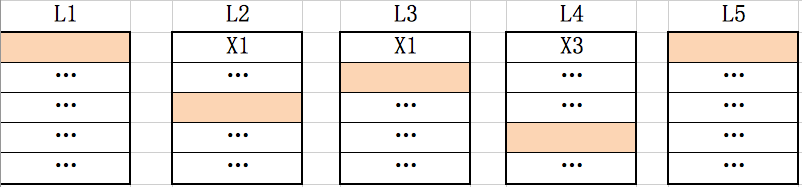 L1 L2 L3 L4 L5
X1 X1 X3
… … … …
… … … …
… … … …
… … … … …